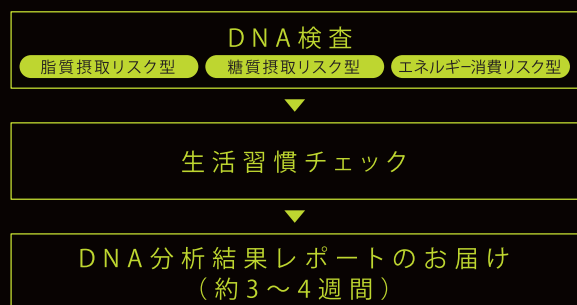 DNA検査
脂質摂取リスク型 糖質摂取リスク型 エネルギー消費リスク型
生活習慣チェック
DNA分析結果レポートのお届け
（約3～4週間）